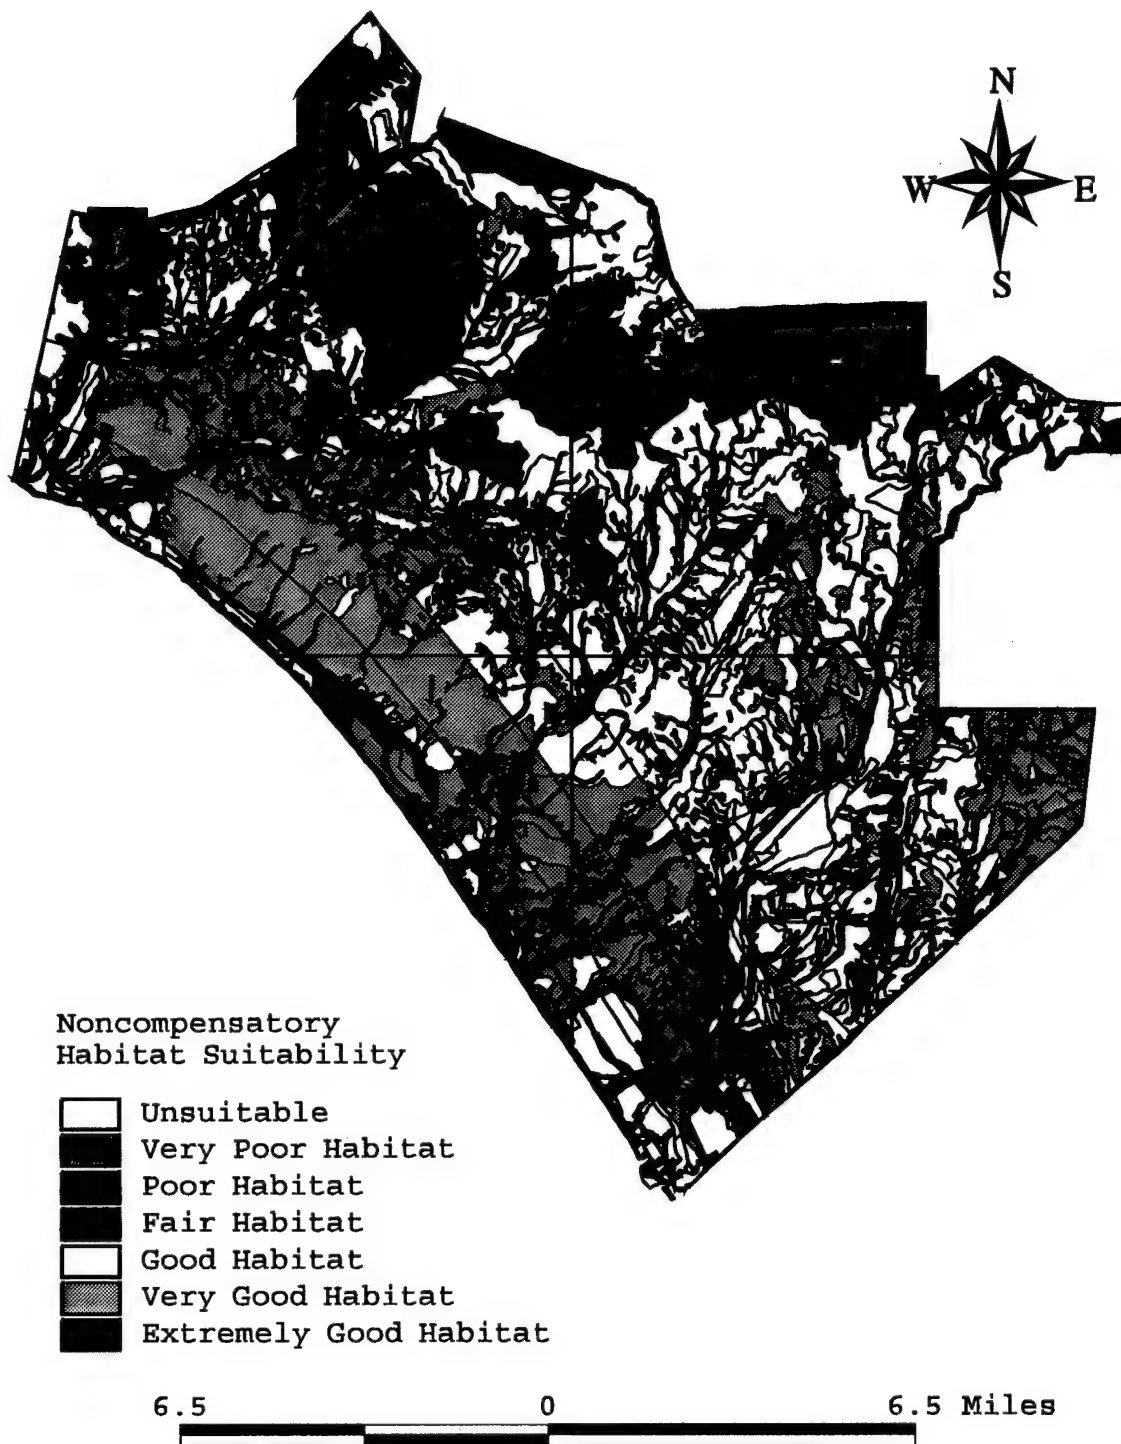 N
W E
S
Noncompensatory
Habitat Suitability
Unsuitable
Very Poor Habitat
Poor Habitat
Fair Habitat
Good Habitat
Very Good Habitat
Extremely Good Habitat
6.5 0 6.5 Miles